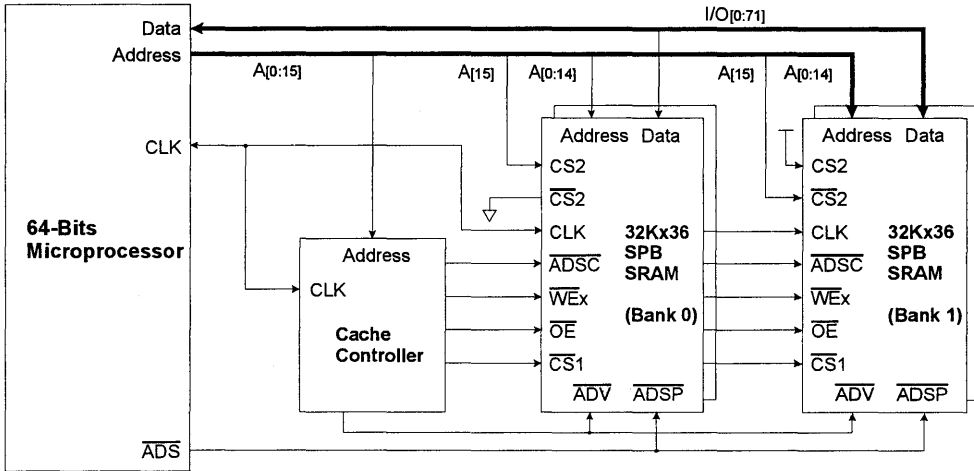 Data
Address
I/O[0:71]
A[0:15]
A[15]
A[0:14]
A[15]
A[0:14]
CLK
64-Bits
Microprocessor
ADS
Address
CLK
Cache
Controller
Address Data
CS2
CS2
CLK
ADSC
WEx
OE
CS1
ADV ADSP
32Kx36
SPB
SRAM
(Bank 0)
Address Data
CS2
CS2
CLK
ADSC
WEx
OE
CS1
ADV ADSP
32Kx36
SPB
SRAM
(Bank 1)